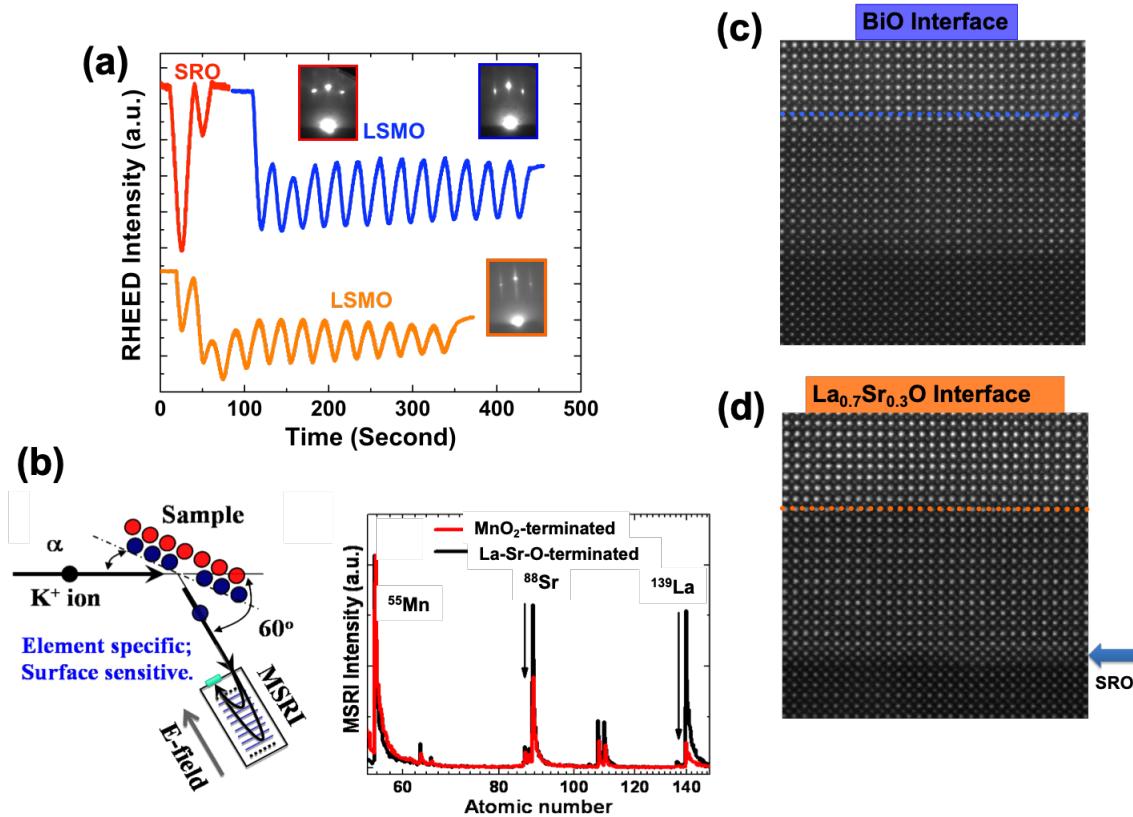 (a)
SRO
LSMO
LSMO
RHEED Intensity (a.u.)
0 100 200 300 400 500
Time (Second)
(b)
Sample
α
K+ ion
60°
Element specific;
Surface sensitive.
MSRI
E-field
MnO2-terminated
La-Sr-O-terminated
55Mn
88Sr
139La
MSRI Intensity (a.u.)
60 80 100 120 140
Atomic number
(c)
BiO Interface
(d)
La0.7Sr0.3O Interface
SRO